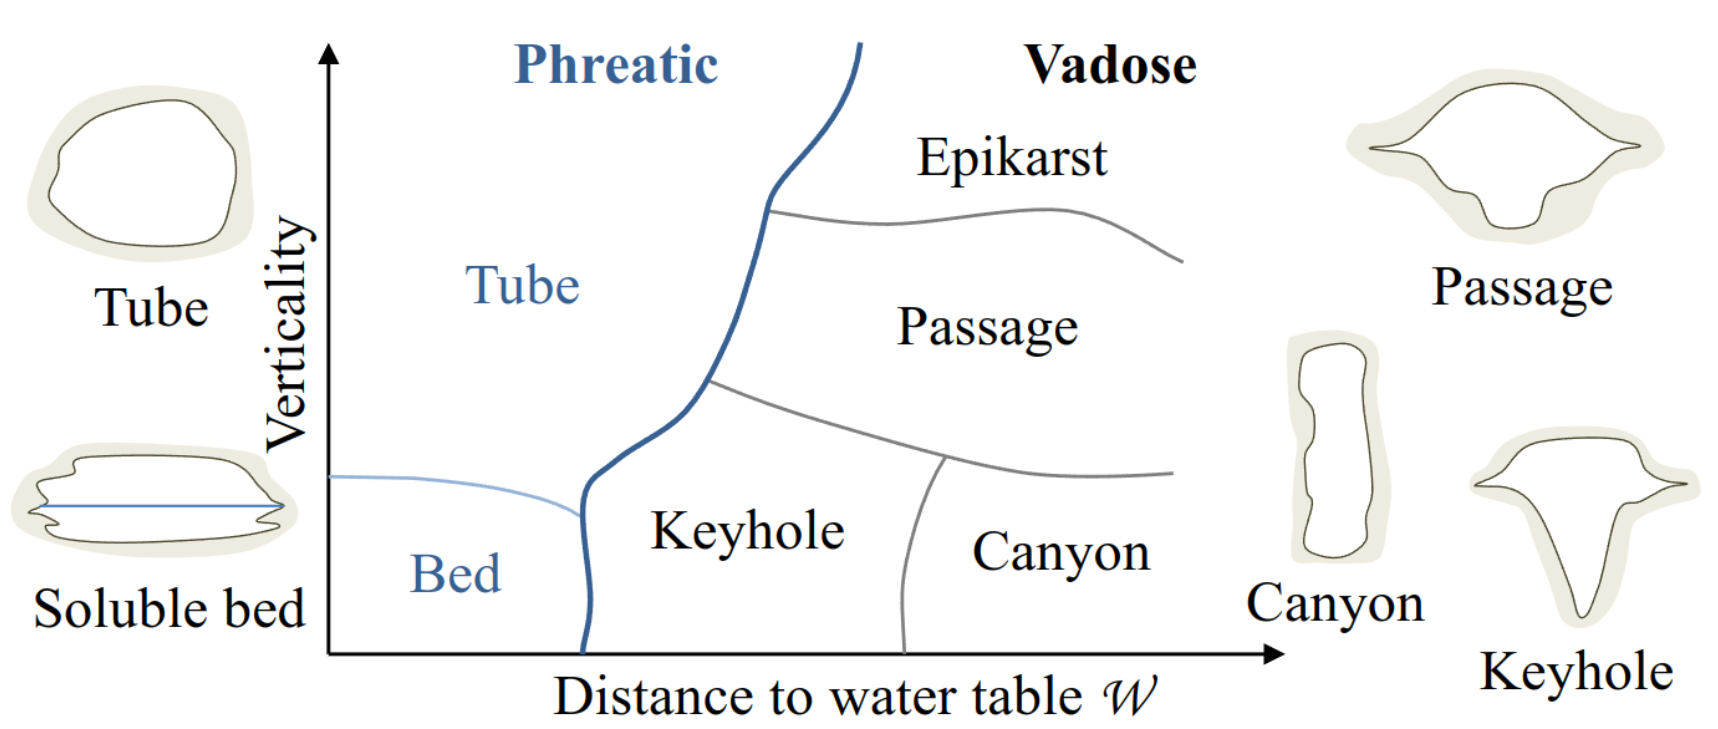 Phreatic
Vadose
Epikarst
Tube
Passage
Verticality
Tube
Passage
Keyhole
Canyon
Bed
Soluble bed
Canyon
Keyhole
Distance to water table 𝒲